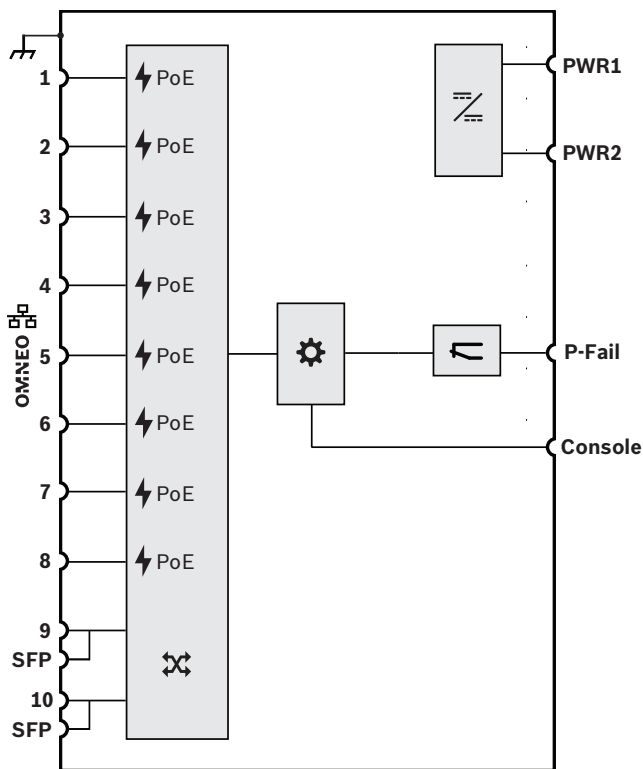 1 PoE
2 PoE
3 PoE
4 PoE
5 PoE
6 PoE
7 PoE
8 PoE
9
SFP
10
SFP
OMNEO
PWR1
PWR2
P-Fail
Console